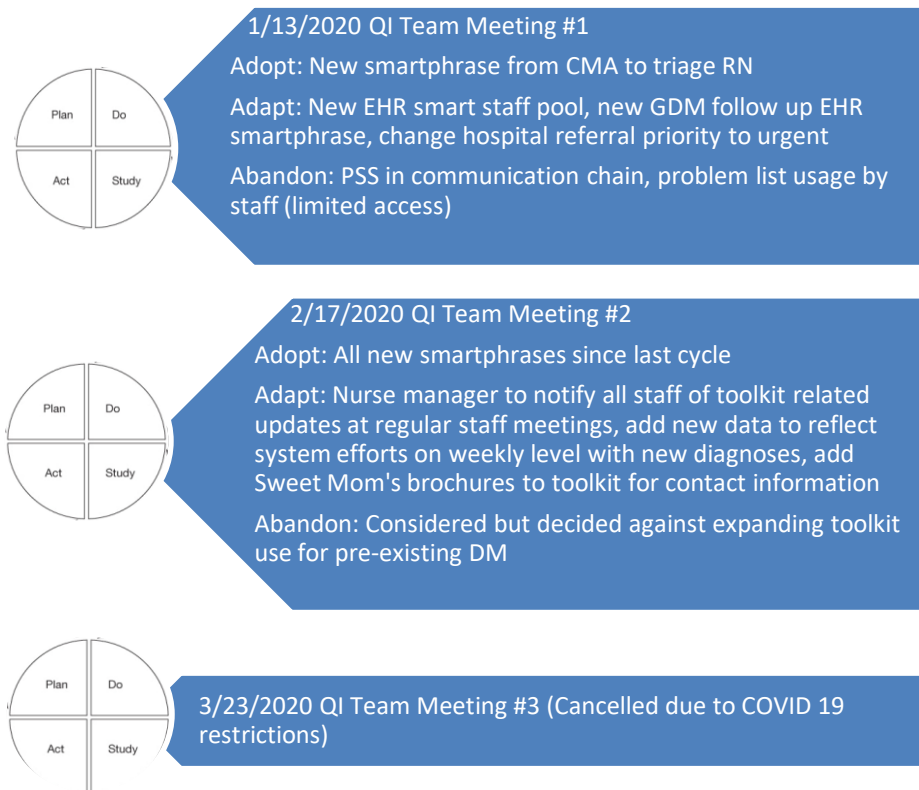 1/13/2020 QI Team Meeting #1
Adopt: New smartphrase from CMA to triage RN
Adapt: New EHR smart staff pool, new GDM follow up EHR
smartphrase, change hospital referral priority to urgent
Abandon: PSS in communication chain, problem list usage by
staff (limited access)
Plan
Do
Act
Study
2/17/2020 QI Team Meeting #2
Adopt: All new smartphrases since last cycle
Adapt: Nurse manager to notify all staff of toolkit related
updates at regular staff meetings, add new data to reflect
system efforts on weekly level with new diagnoses, add
Sweet Mom's brochures to toolkit for contact information
Abandon: Considered but decided against expanding toolkit
use for pre-existing DM
Plan
Do
Act
Study
3/23/2020 QI Team Meeting #3 (Cancelled due to COVID 19
restrictions)
Plan
Do
Act
Study